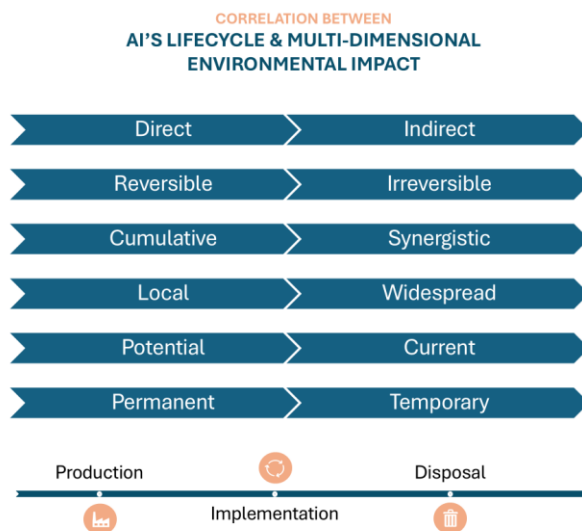 CORRELATION BETWEEN
AI'S LIFECYCLE & MULTI-DIMENSIONAL
ENVIRONMENTAL IMPACT
Direct Indirect
Reversible Irreversible
Cumulative Synergistic
Local Widespread
Potential Current
Permanent Temporary
Production Disposal
Implementation